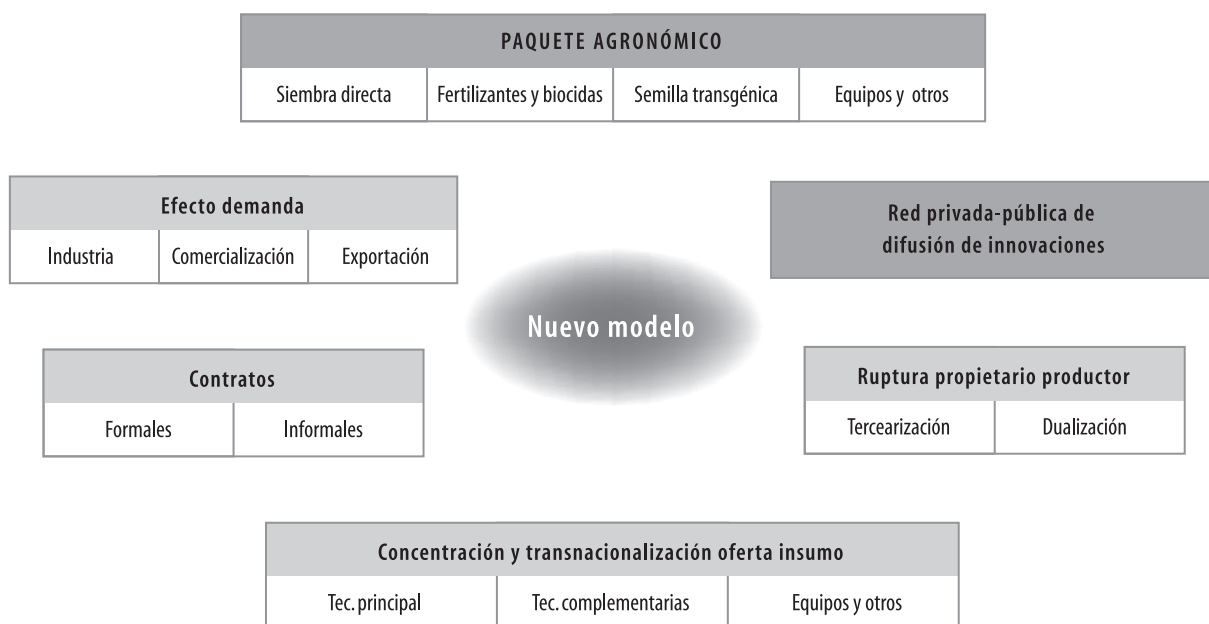 PAQUETE AGRONÓMICO
Siembra directa
Fertilizantes y biocidas
Semilla transgénica
Equipos y otros
Efecto demanda
Industria
Comercialización
Exportación
Red privada-pública de
difusión de innovaciones
Nuevo modelo
Contratos
Formales
Informales
Ruptura propietario productor
Tercearización
Dualización
Concentración y transnacionalización oferta insumo
Tec. principal
Tec. complementarias
Equipos y otros